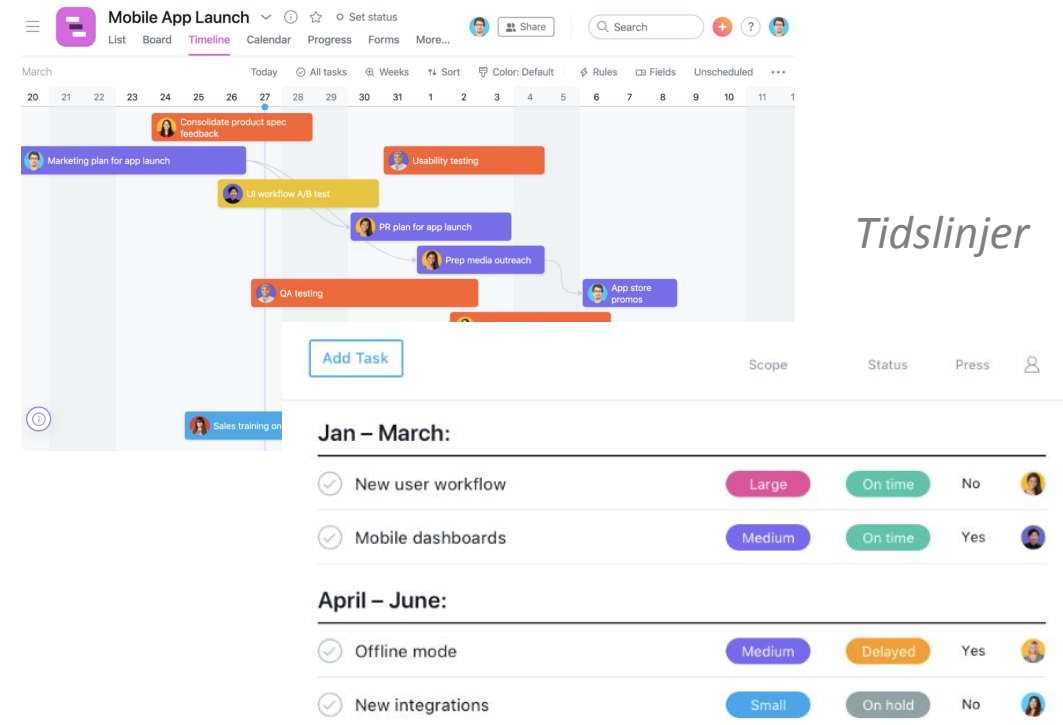 Mobile App Launch
Set status
List Board Timeline Calendar Progress Forms More...
Share
Search
?
March
Today All tasks Weeks Sort Color: Default Rules Fields Unscheduled
20 21 22 23 24 25 26 27 28 29 30 31 1 2 3 4 5 6 7 8 9 10 11 1
Consolidate product spec
feedback
Marketing plan for app launch
Usability testing
UI workflow A/B test
PR plan for app launch
Prep media outreach
QA testing
App store
promos
Sales training on
Tidslinjer
Add Task
Scope Status Press
Jan – March:
New user workflow Large On time No
Mobile dashboards Medium On time Yes
April – June:
Offline mode Medium Delayed Yes
New integrations Small On hold No